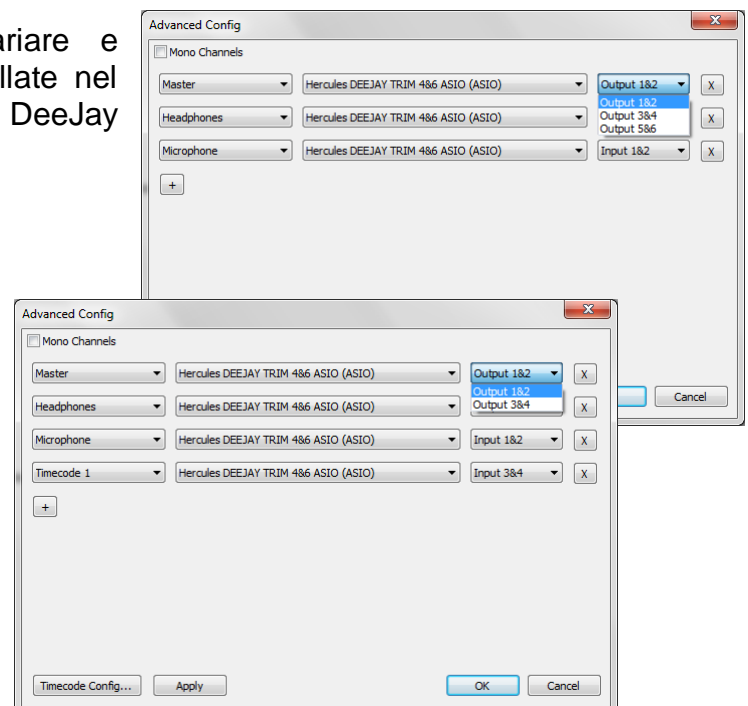 ariare e
llate nel
DeeJay
Advanced Config
Mono Channels
Master Hercules DEEJAY TRIM 4&6 ASIO (ASIO) Output 1&2 X
Output 1&2
Output 3&4
Output 5&6
Headphones Hercules DEEJAY TRIM 4&6 ASIO (ASIO) X
Microphone Hercules DEEJAY TRIM 4&6 ASIO (ASIO) Input 1&2 X
+
Cancel
Advanced Config
Mono Channels
Master Hercules DEEJAY TRIM 4&6 ASIO (ASIO) Output 1&2 X
Output 1&2
Output 3&4
Headphones Hercules DEEJAY TRIM 4&6 ASIO (ASIO) X
Microphone Hercules DEEJAY TRIM 4&6 ASIO (ASIO) Input 1&2 X
Timecode 1 Hercules DEEJAY TRIM 4&6 ASIO (ASIO) Input 3&4 X
+
Timecode Config... Apply OK Cancel